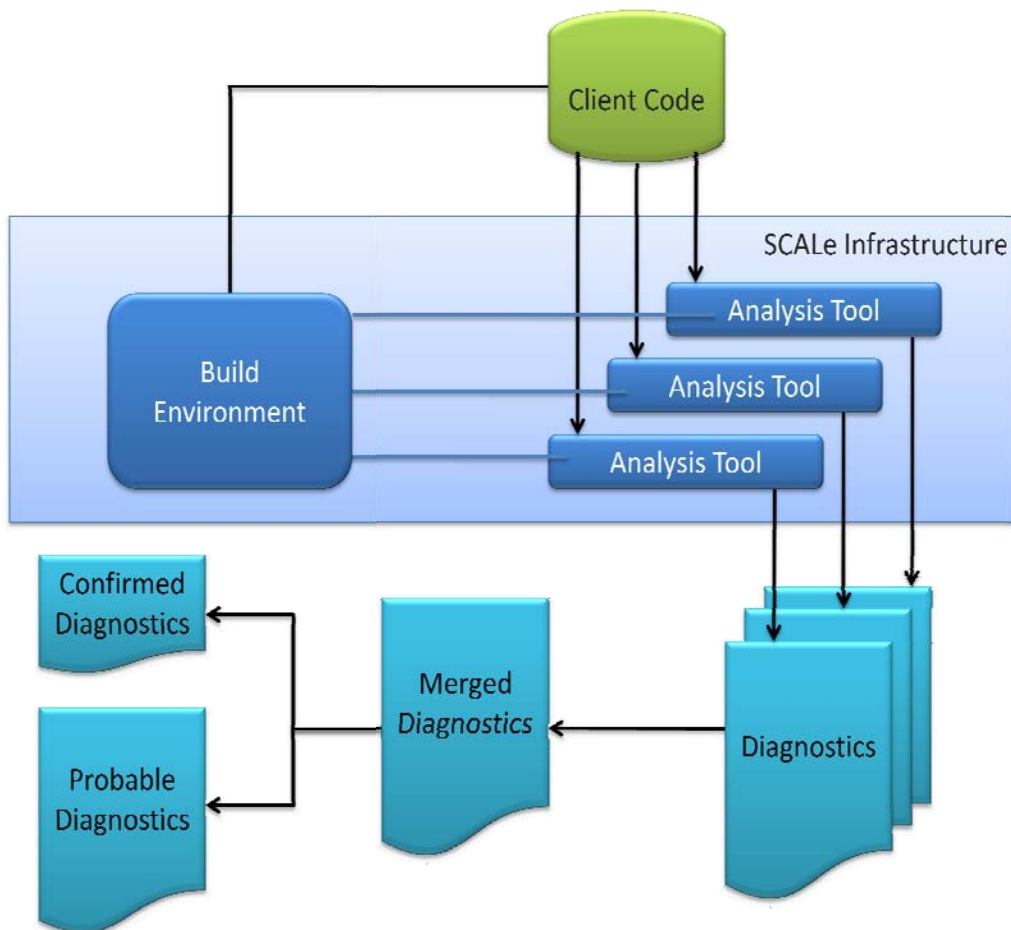 Client Code
SCALe Infrastructure
Analysis Tool
Build
Environment
Analysis Tool
Analysis Tool
Confirmed
Diagnostics
Merged
Diagnostics
Diagnostics
Probable
Diagnostics